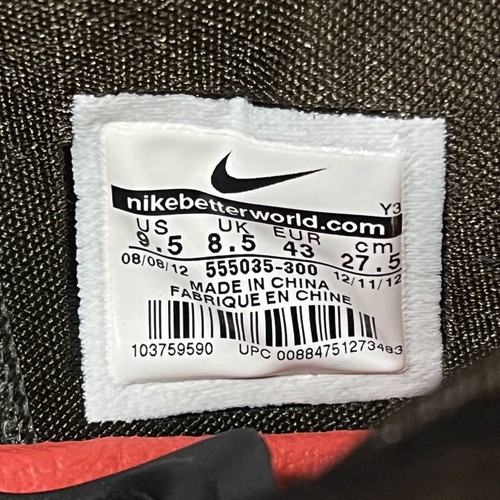 nikebetterworld.com
Y3
US UK EUR cm
9.5 8.5 43 27.5
08/08/12 555035-300 12/11/12
MADE IN CHINA
FABRIQUE EN CHINE
103759590 UPC 00884751273483